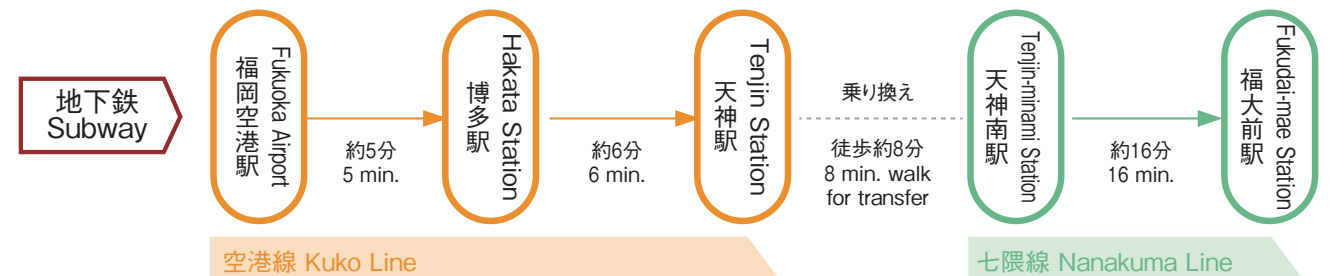 地下鉄
Subway
福岡空港駅
Fukuoka Airport
約5分
5 min.
博多駅
Hakata Station
約6分
6 min.
天神駅
Tenjin Station
乗り換え
徒歩約8分
8 min. walk
for transfer
天神南駅
Tenjin-minami Station
約16分
16 min.
福大前駅
Fukudai-mae Station
空港線 Kuko Line
七隈線 Nanakuma Line